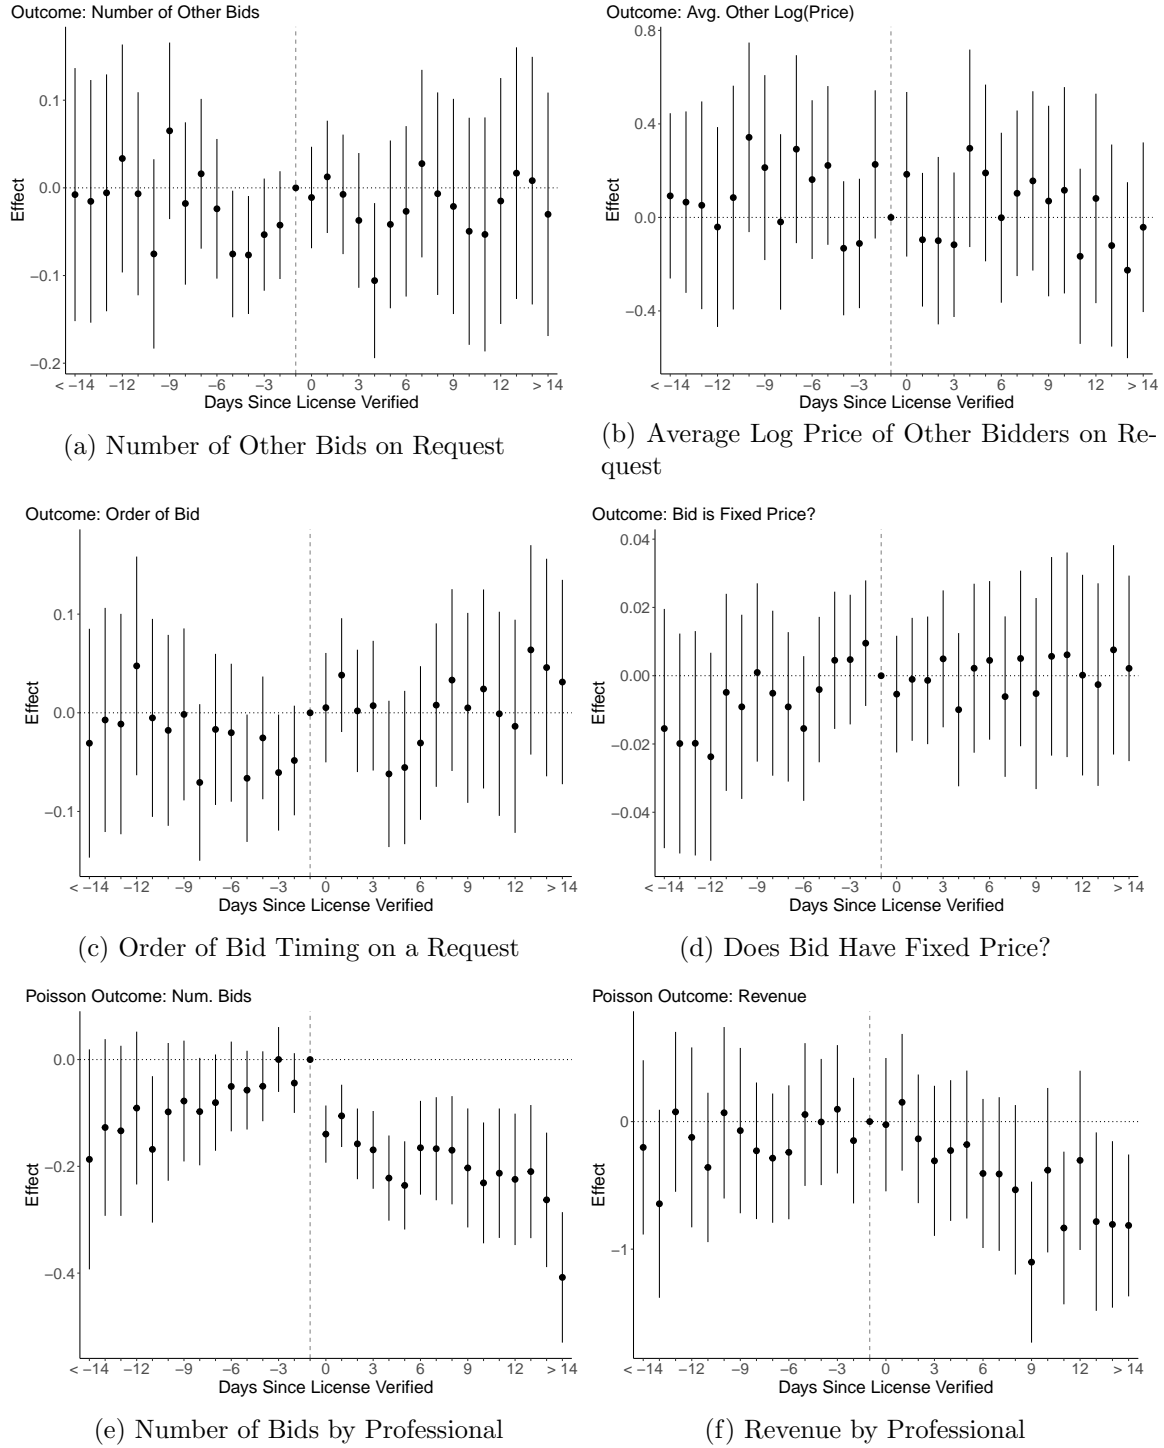 Outcome: Number of Other Bids
Effect
0.1
0.0
−0.1
−0.2
< −14 −12 −9 −6 −3 0 3 6 9 12 > 14
Days Since License Verified
(a) Number of Other Bids on Request
Outcome: Avg. Other Log(Price)
Effect
0.8
0.4
0.0
−0.4
< −14 −12 −9 −6 −3 0 3 6 9 12 > 14
Days Since License Verified
(b) Average Log Price of Other Bidders on Re-
quest
Outcome: Order of Bid
Effect
0.1
0.0
−0.1
< −14 −12 −9 −6 −3 0 3 6 9 12 > 14
Days Since License Verified
(c) Order of Bid Timing on a Request
Outcome: Bid is Fixed Price?
Effect
0.04
0.02
0.00
−0.02
−0.04
< −14 −12 −9 −6 −3 0 3 6 9 12 > 14
Days Since License Verified
(d) Does Bid Have Fixed Price?
Poisson Outcome: Num. Bids
Effect
0.0
−0.2
−0.4
< −14 −12 −9 −6 −3 0 3 6 9 12 > 14
Days Since License Verified
(e) Number of Bids by Professional
Poisson Outcome: Revenue
Effect
0
−1
< −14 −12 −9 −6 −3 0 3 6 9 12 > 14
Days Since License Verified
(f) Revenue by Professional